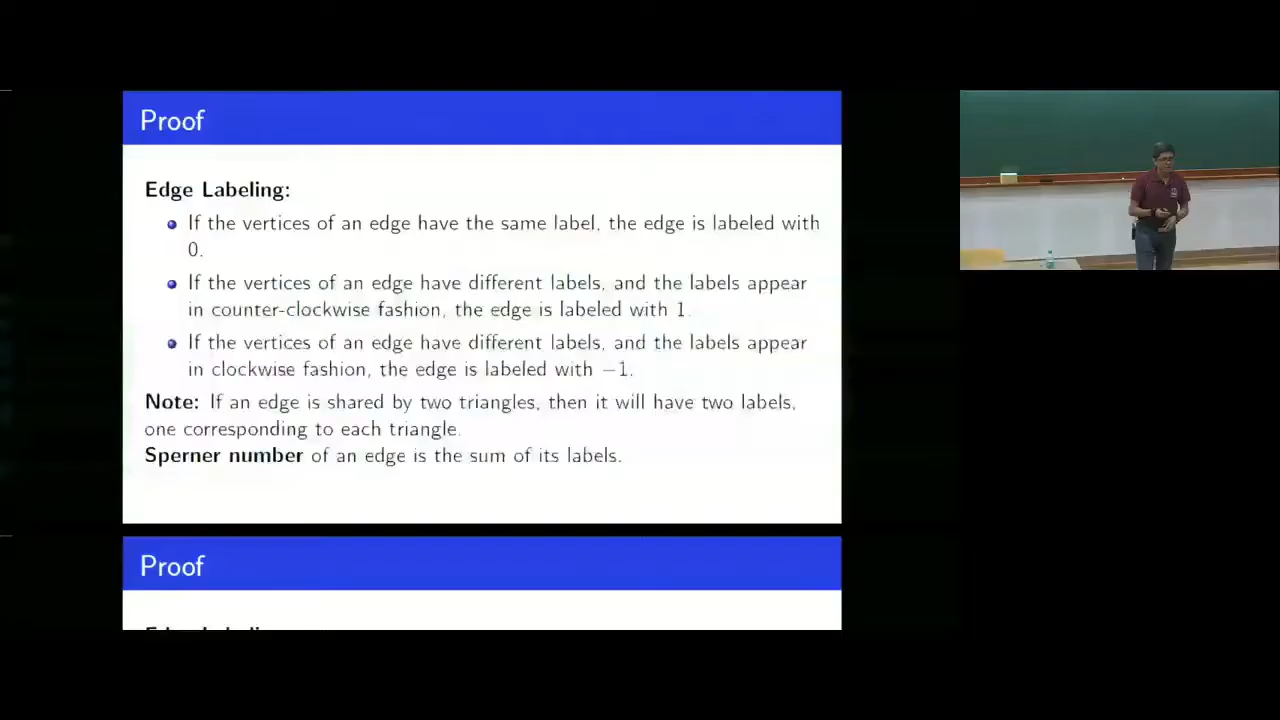 Proof
Edge Labeling:
If the vertices of an edge have the same label, the edge is labeled with
0.
If the vertices of an edge have different labels, and the labels appear
in counter-clockwise fashion, the edge is labeled with 1.
If the vertices of an edge have different labels, and the labels appear
in clockwise fashion, the edge is labeled with −1.
Note: If an edge is shared by two triangles, then it will have two labels,
one corresponding to each triangle.
Sperner number of an edge is the sum of its labels.
Proof